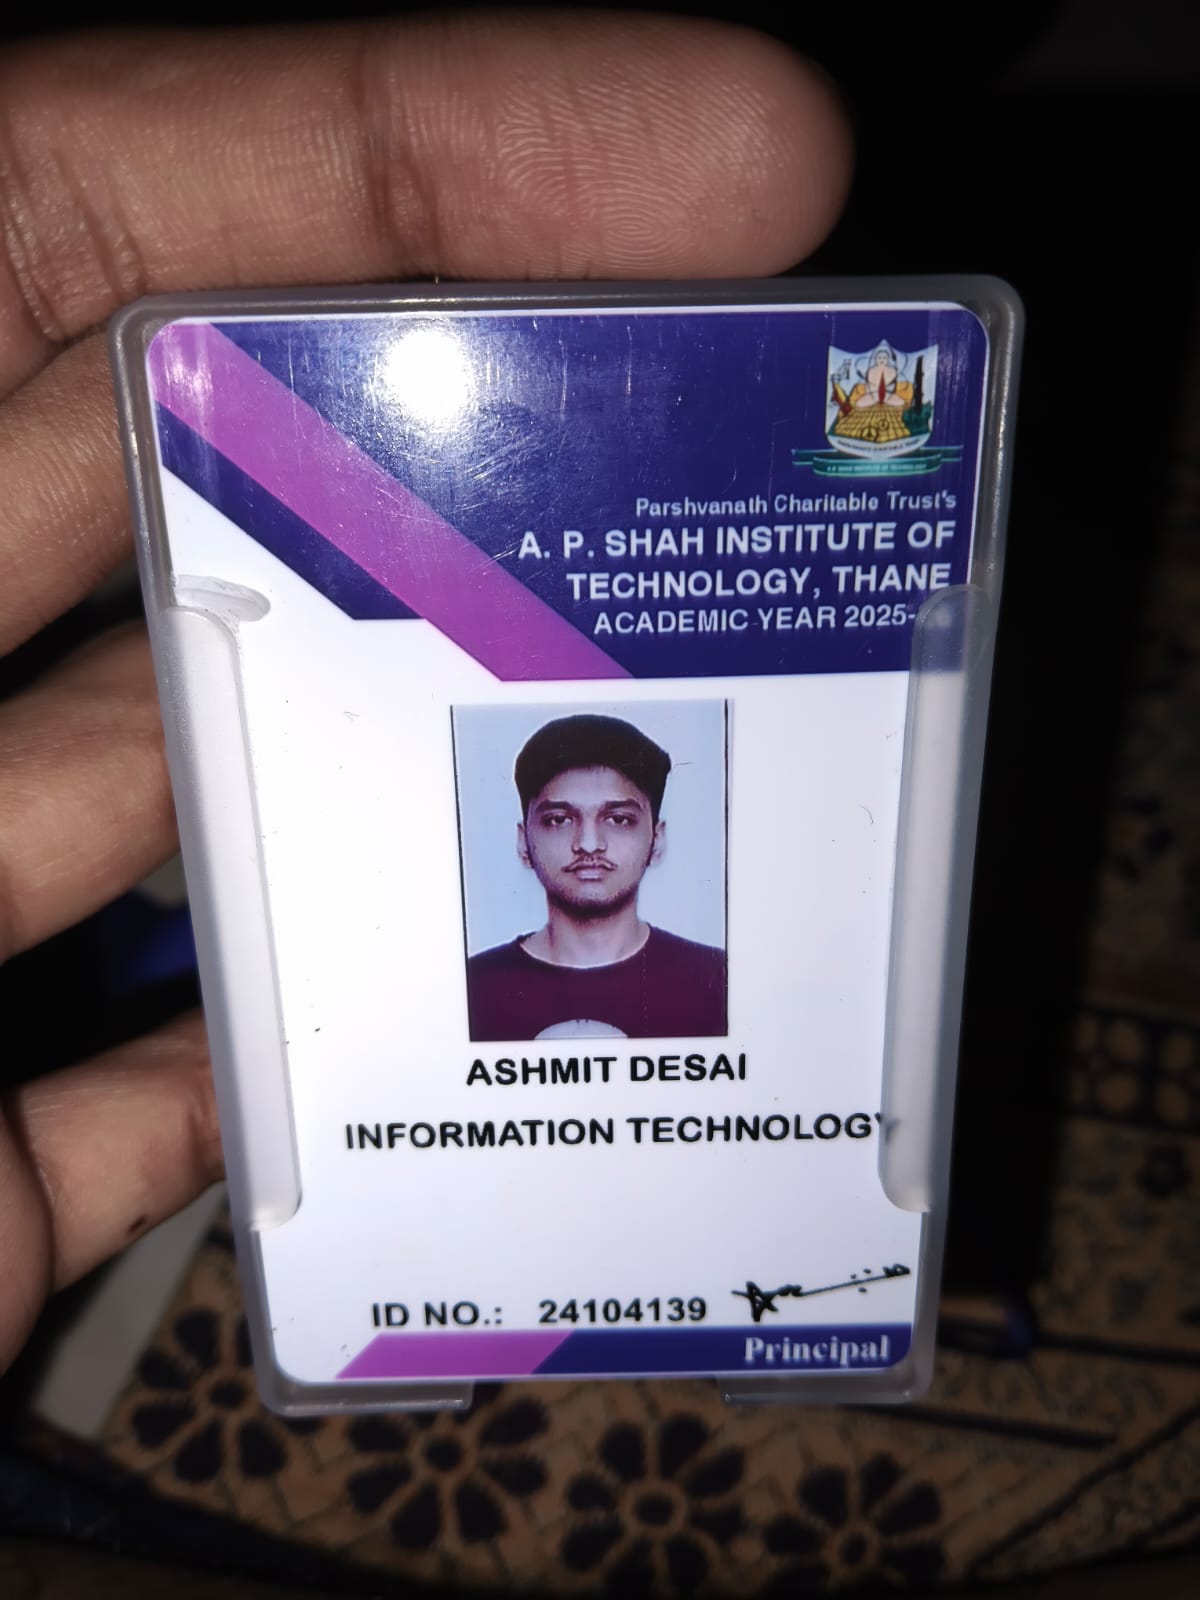 Parshvanath Charitable Trust's
A. P. SHAH INSTITUTE OF
TECHNOLOGY, THANE
ACADEMIC YEAR 2025-
ASHMIT DESAI
INFORMATION TECHNOLOGY
ID NO.: 24104139
Principal